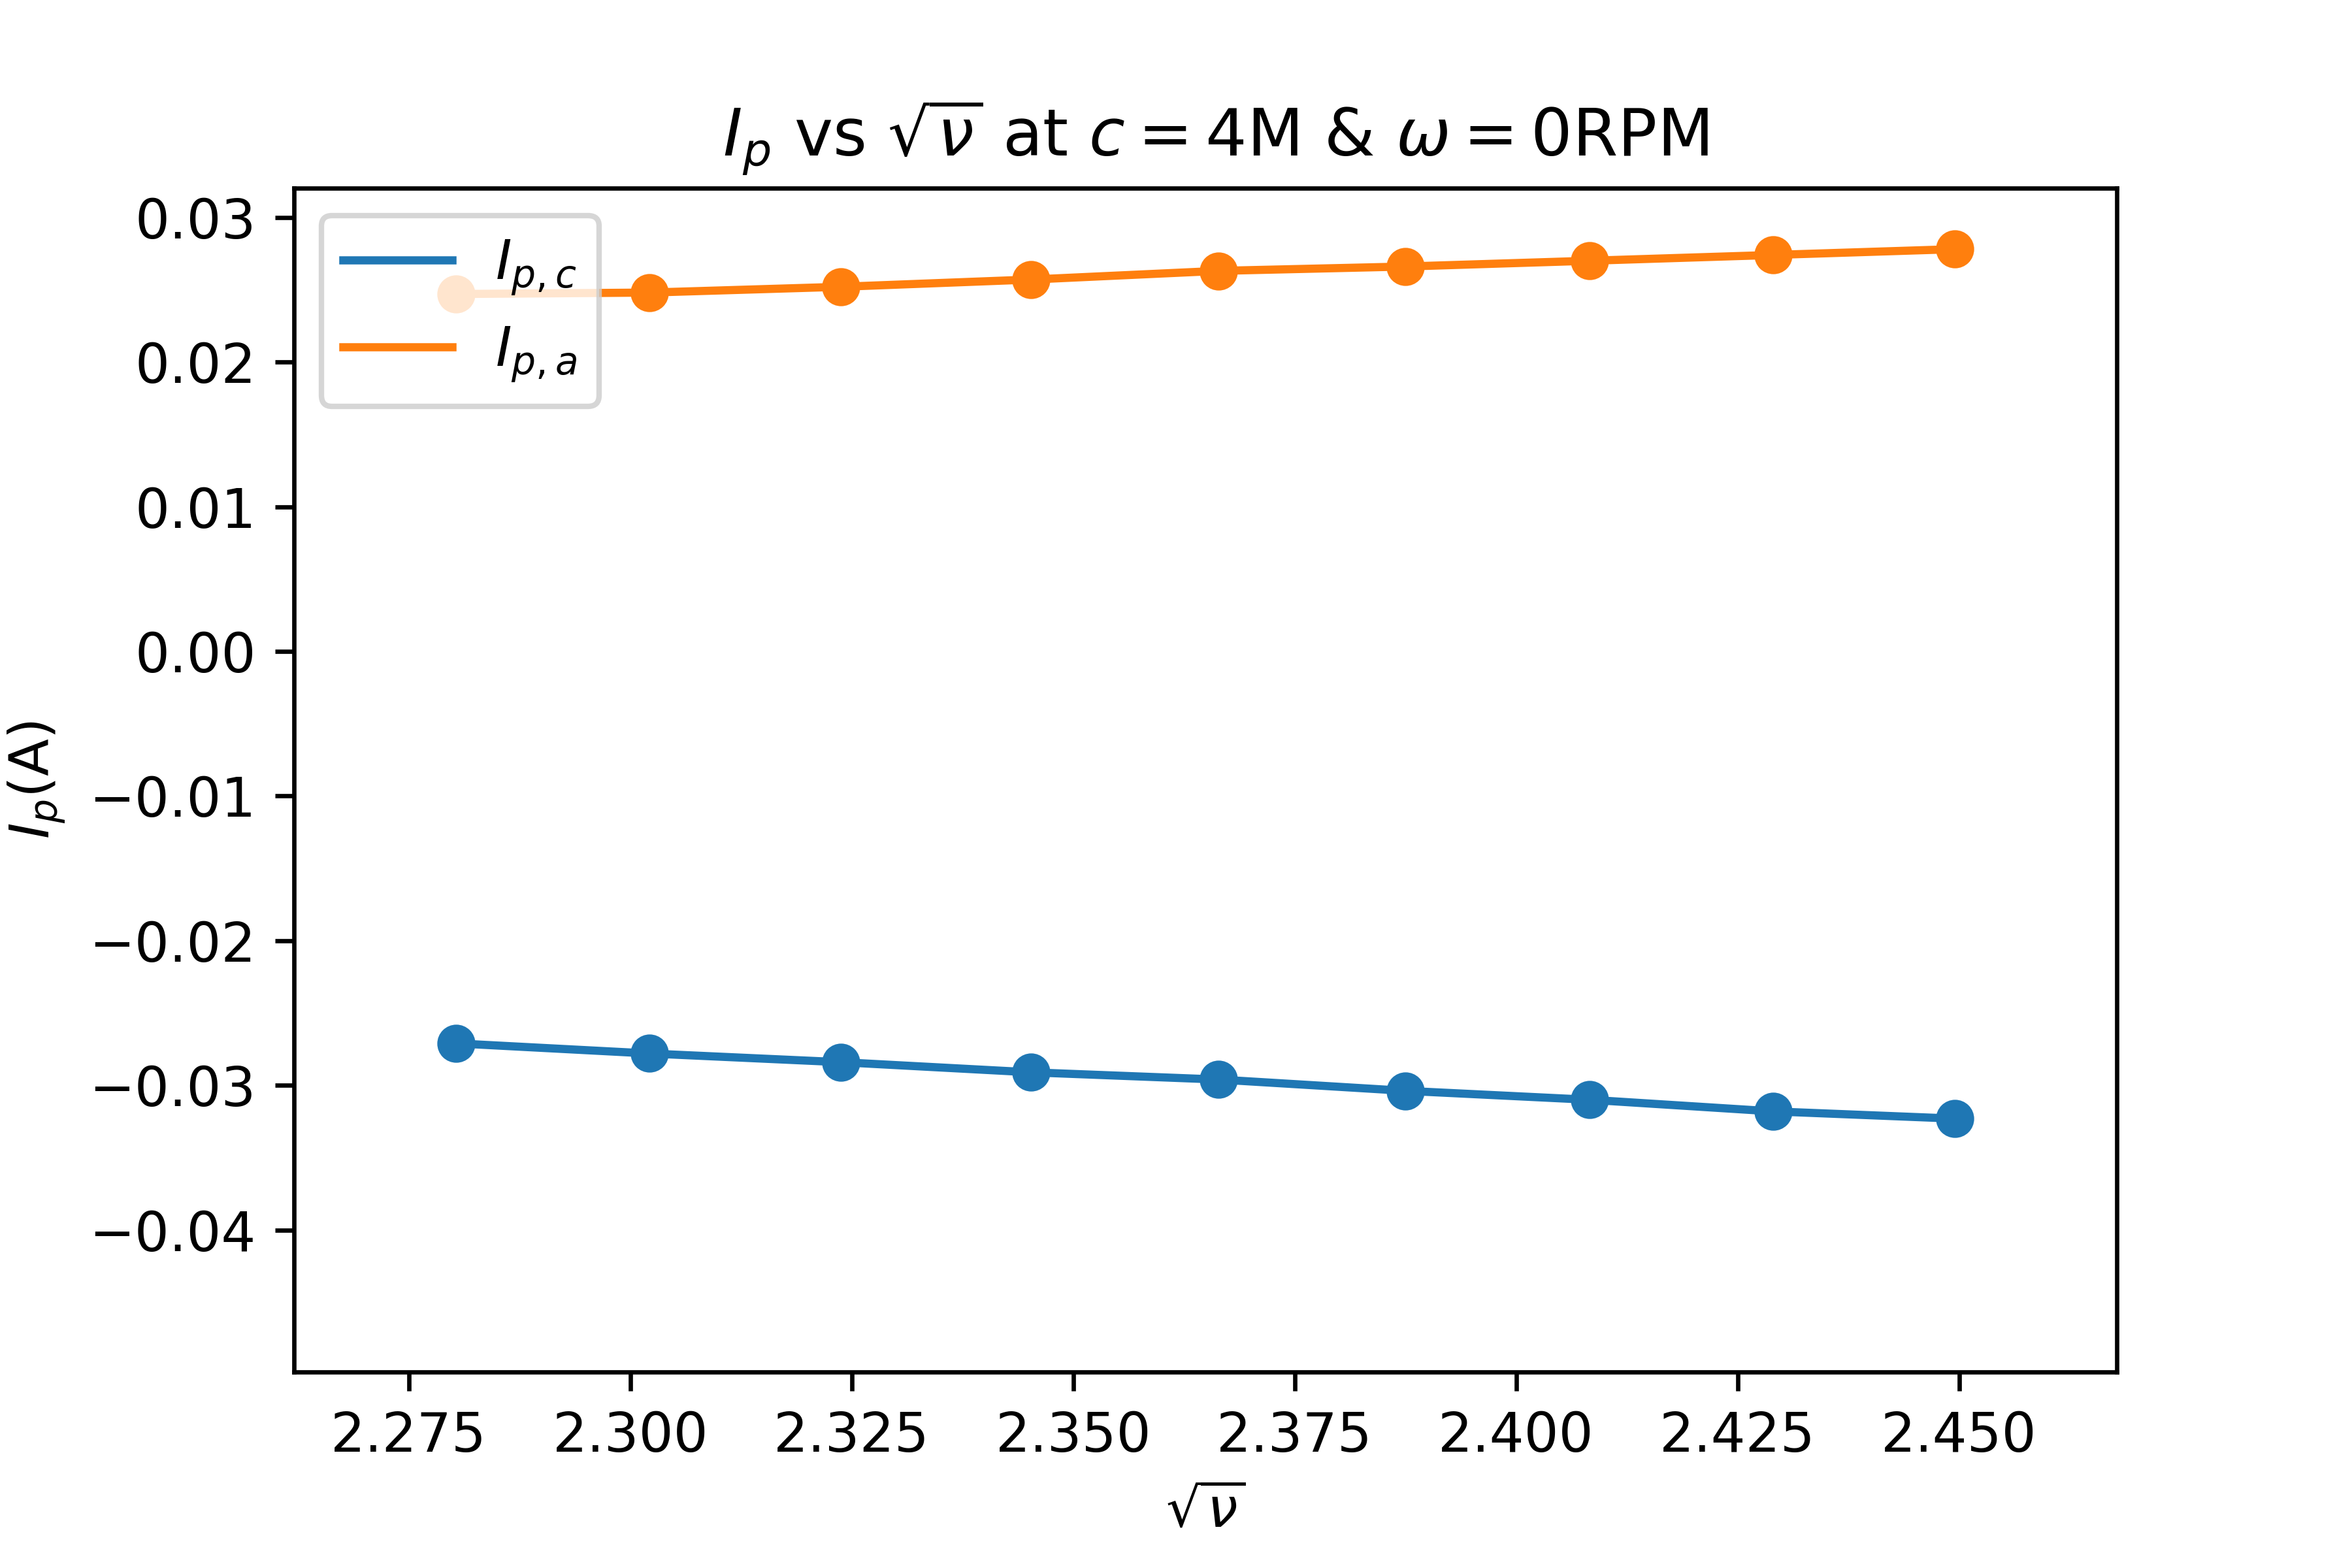 I_p vs √ν at c = 4M & ω = 0RPM
I_p,c
I_p,a
0.03
0.02
0.01
0.00
−0.01
−0.02
−0.03
−0.04
I_p(A)
2.275 2.300 2.325 2.350 2.375 2.400 2.425 2.450
√ν